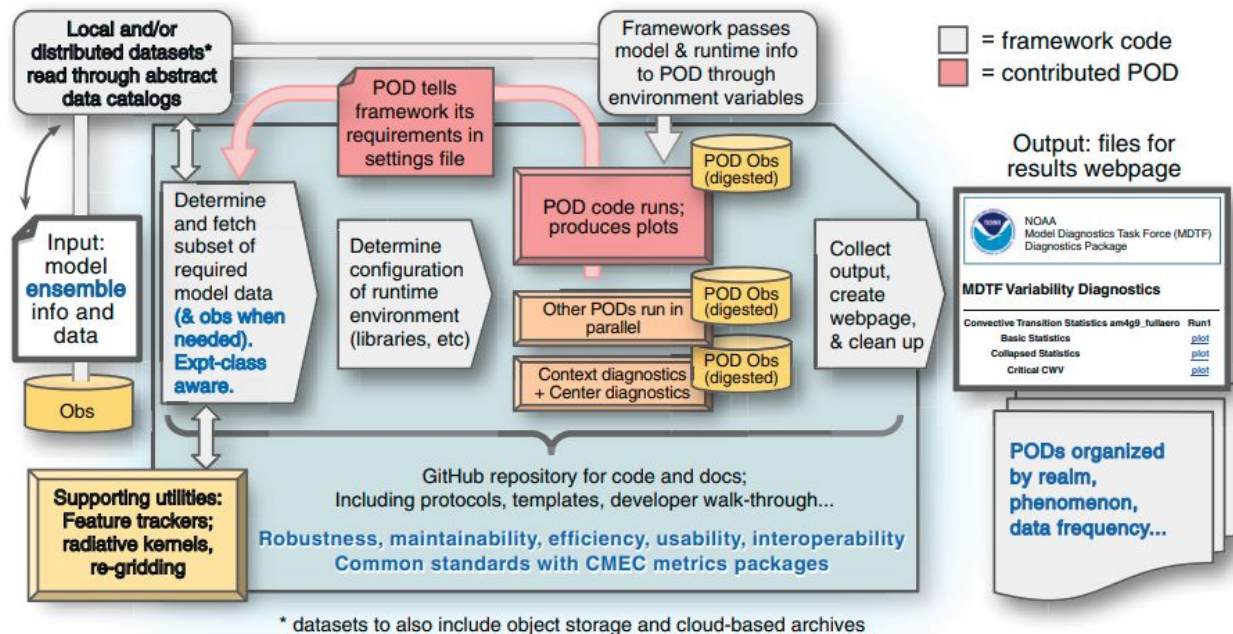 Local and/or
distributed datasets*
read through abstract
data catalogs
Framework passes
model & runtime info
to POD through
environment variables
= framework code
= contributed POD
POD tells
framework its
requirements in
settings file
Input:
model
ensemble
info and
data
Obs
Determine
and fetch
subset of
required
model data
(& obs when
needed).
Expt-class
aware.
Determine
configuration
of runtime
environment
(libraries, etc)
POD code runs;
produces plots
POD Obs
(digested)
Other PODs run in
parallel
POD Obs
(digested)
Context diagnostics
+ Center diagnostics
POD Obs
(digested)
Collect
output,
create
webpage,
& clean up
Output: files for
results webpage
NOAA
NOAA
Model Diagnostics Task Force (MDTF)
Diagnostics Package
MDTF Variability Diagnostics
Convective Transition Statistics am4g9_fullaero Run1
Basic Statistics plot
Collapsed Statistics plot
Critical CWV plot
PODs organized
by realm,
phenomenon,
data frequency...
Supporting utilities:
Feature trackers;
radiative kernels,
re-gridding
GitHub repository for code and docs;
Including protocols, templates, developer walk-through...
Robustness, maintainability, efficiency, usability, interoperability
Common standards with CMEC metrics packages
* datasets to also include object storage and cloud-based archives